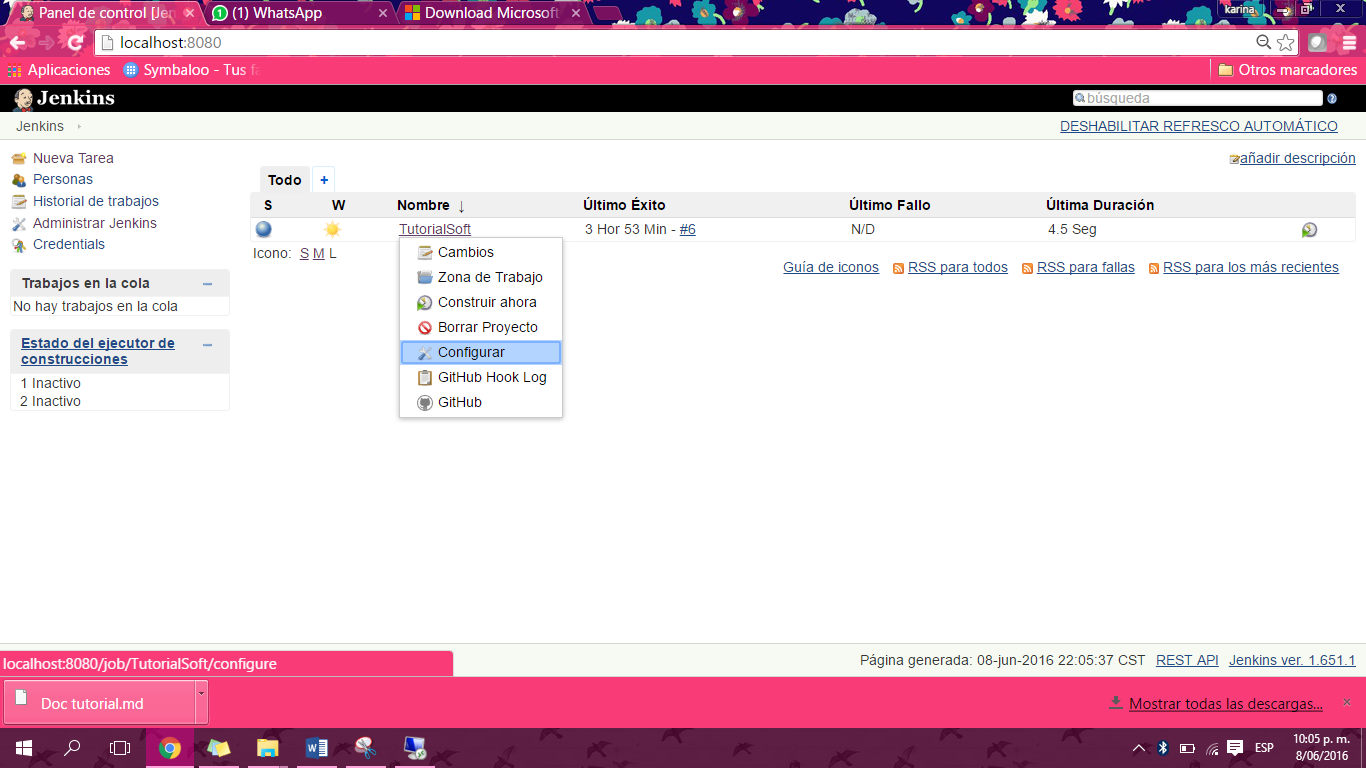 Panel de control [Jen
(1) WhatsApp
Download Microsoft
karina
localhost:8080
Aplicaciones
Symbaloo - Tus fa
Otros marcadores
Jenkins
búsqueda
Jenkins
DESHABILITAR REFRESCO AUTOMÁTICO
añadir descripción
Nueva Tarea
Personas
Historial de trabajos
Administrar Jenkins
Credentials
Trabajos en la cola
No hay trabajos en la cola
Estado del ejecutor de
construcciones
1 Inactivo
2 Inactivo
Todo +
S W Nombre ↓ Último Éxito Último Fallo Última Duración
TutorialSoft 3 Hor 53 Min - #6 N/D 4.5 Seg
Icono: S M L
Guía de iconos RSS para todos RSS para fallas RSS para los más recientes
Cambios
Zona de Trabajo
Construir ahora
Borrar Proyecto
Configurar
GitHub Hook Log
GitHub
localhost:8080/job/TutorialSoft/configure
Página generada: 08-jun-2016 22:05:37 CST REST API Jenkins ver. 1.651.1
Doc tutorial.md
Mostrar todas las descargas...
ESP
10:05 p. m.
8/06/2016